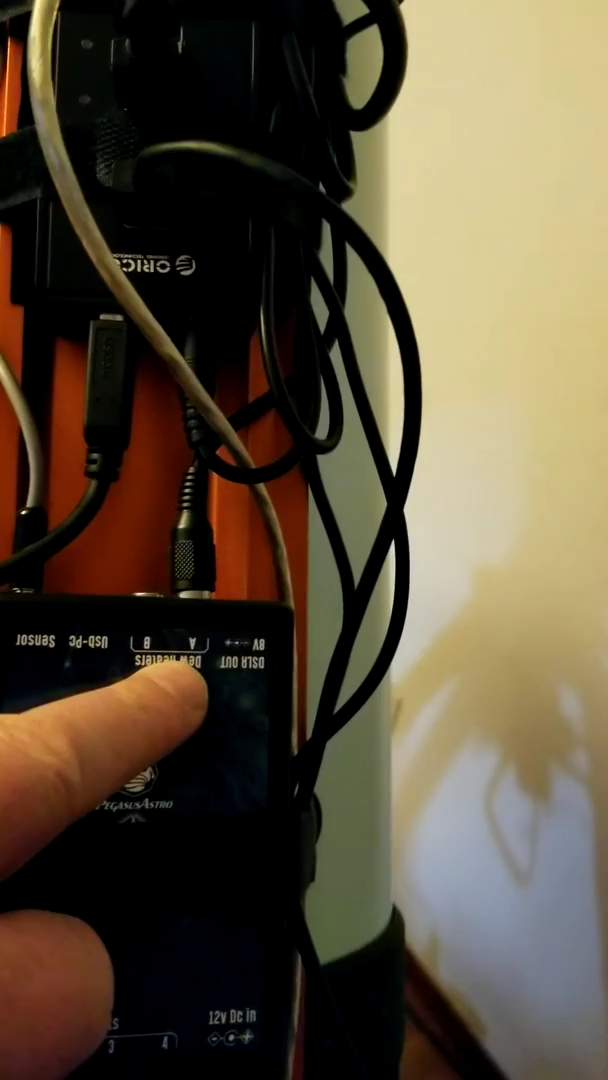 ORICO
Sensor
Usb-Pc
B A
Dew Heaters
DSLR OUT
8V
PegasusAstro
12v Dc in
3 4